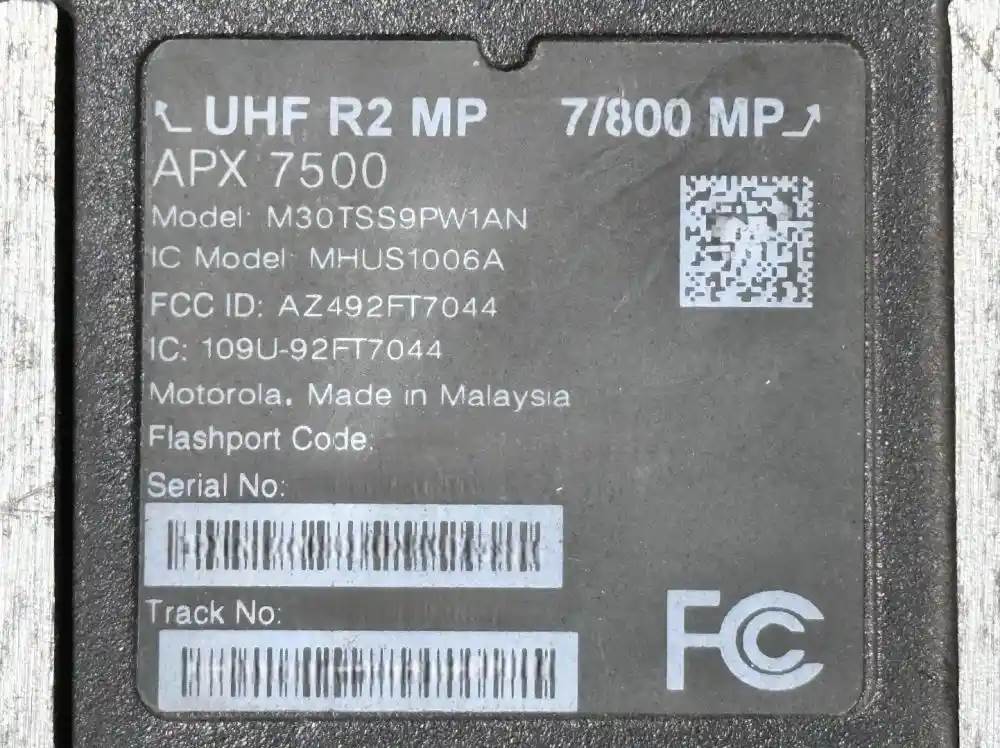 UHF R2 MP 7/800 MP
APX 7500
Model: M30TSS9PW1AN
IC Model: MHUS1006A
FCC ID: AZ492FT7044
IC: 109U-92FT7044
Motorola, Made in Malaysia
Flashport Code:
Serial No:
Track No:
FC